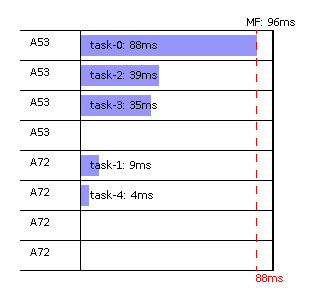 MF: 96ms
A53 task-0: 88ms
A53 task-2: 39ms
A53 task-3: 35ms
A53
A72 task-1: 9ms
A72 task-4: 4ms
A72
A72
88ms